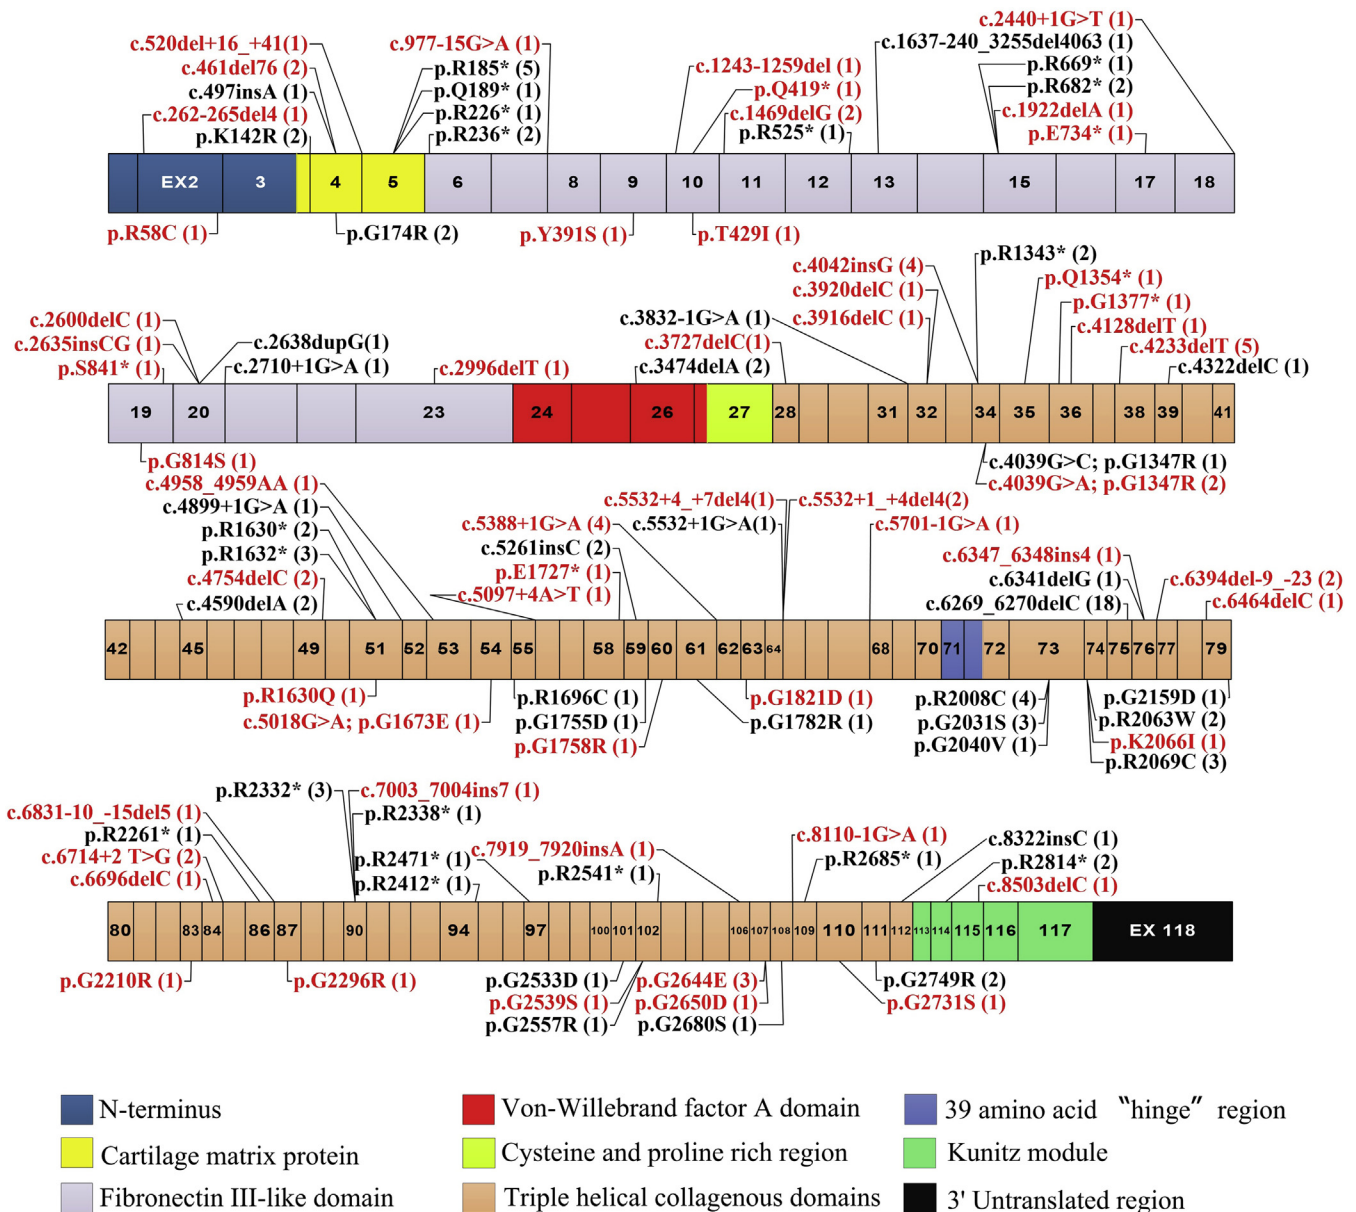 c.2440+1G>T (1)
c.520del+16_+41(1) c.977-15G>A (1) c.1637-240_3255del4063 (1)
c.461del76 (2) p.R185* (5) c.1243-1259del (1) p.R669* (1)
c.497insA (1) p.Q189* (1) p.Q419* (1) p.R682* (2)
c.262-265del4 (1) p.R226* (1) c.1469delG (2) c.1922delA (1)
p.K142R (2) p.R236* (2) p.R525* (1) p.E734* (1)
EX2 3 4 5 6 8 9 10 11 12 13 15 17 18
p.R58C (1) p.G174R (2) p.Y391S (1) p.T429I (1)
p.R1343* (2)
c.4042insG (4) p.Q1354* (1)
c.3920delC (1) p.G1377* (1)
c.2600delC (1) c.3832-1G>A (1) c.3916delC (1) c.4128delT (1)
c.2635insCG (1) c.2638dupG(1) c.3727delC(1) c.4233delT (5)
p.S841* (1) c.2710+1G>A (1) c.2996delT (1) c.3474delA (2) c.4322delC (1)
19 20 23 24 26 27 28 31 32 34 35 36 38 39 41
p.G814S (1) c.4039G>C; p.G1347R (1)
c.4039G>A; p.G1347R (2)
c.4958_4959AA (1)
c.4899+1G>A (1) c.5532+4_+7del4(1) c.5532+1_+4del4(2)
p.R1630* (2) c.5388+1G>A (4) c.5532+1G>A(1) c.5701-1G>A (1)
p.R1632* (3) c.5261insC (2) c.6347_6348ins4 (1)
c.4754delC (2) p.E1727* (1) c.6341delG (1) c.6394del-9_-23 (2)
c.4590delA (2) c.5097+4A>T (1) c.6269_6270delC (18) c.6464delC (1)
42 45 49 51 52 53 54 55 58 59 60 61 62 63 64 68 70 71 72 73 74 75 76 77 79
p.R1630Q (1) p.R1696C (1) p.G1821D (1) p.R2008C (4) p.G2159D (1)
c.5018G>A; p.G1673E (1) p.G1755D (1) p.G1782R (1) p.G2031S (3) p.R2063W (2)
p.G1758R (1) p.G2040V (1) p.K2066I (1)
p.R2069C (3)
p.R2332* (3) c.7003_7004ins7 (1)
c.6831-10_-15del5 (1) p.R2338* (1)
p.R2261* (1) c.8110-1G>A (1) c.8322insC (1)
c.6714+2 T>G (2) p.R2471* (1) c.7919_7920insA (1) p.R2685* (1) p.R2814* (2)
c.6696delC (1) p.R2412* (1) p.R2541* (1) c.8503delC (1)
80 83 84 86 87 90 94 97 100 101 102 106 107 108 109 110 111 112 113 114 115 116 117 EX 118
p.G2210R (1) p.G2296R (1) p.G2533D (1) p.G2644E (3) p.G2749R (2)
p.G2539S (1) p.G2650D (1) p.G2731S (1)
p.G2557R (1) p.G2680S (1)
N-terminus Von-Willebrand factor A domain 39 amino acid "hinge" region
Cartilage matrix protein Cysteine and proline rich region Kunitz module
Fibronectin III-like domain Triple helical collagenous domains 3' Untranslated region